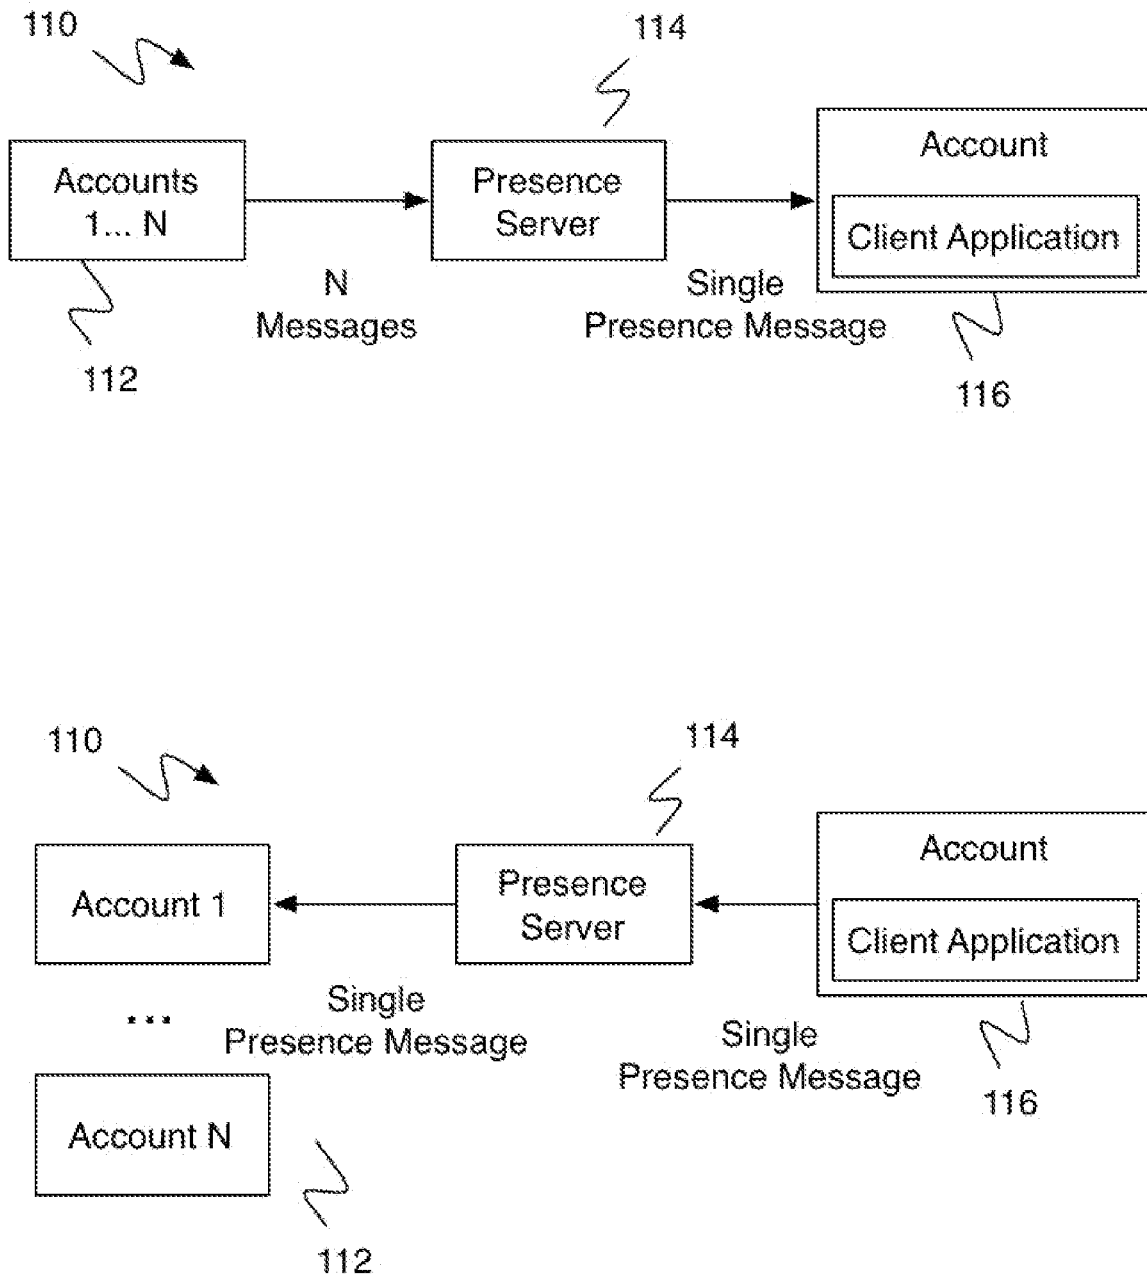 110
114
Accounts
1... N
Presence
Server
Account
Client Application
N
Messages
Single
Presence Message
112
116
110
114
Account 1
Presence
Server
Account
Client Application
...
Single
Presence Message
Single
Presence Message
Account N
116
112